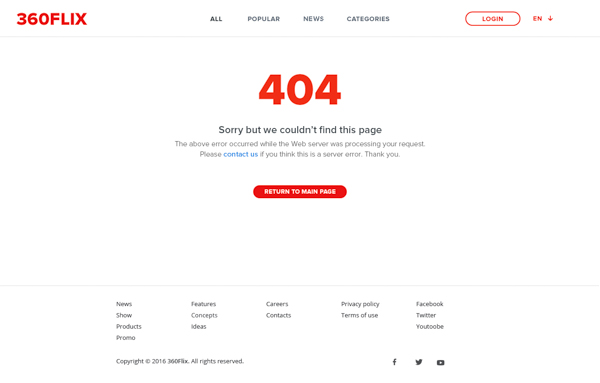 360FLIX
ALL POPULAR NEWS CATEGORIES LOGIN EN
404
Sorry but we couldn't find this page
The above error occurred while the Web server was processing your request.
Please contact us if you think this is a server error. Thank you.
RETURN TO MAIN PAGE
News Features Careers Privacy policy Facebook
Show Concepts Contacts Terms of use Twitter
Products Ideas Youtoobe
Promo
Copyright © 2016 360Flix. All rights reserved.